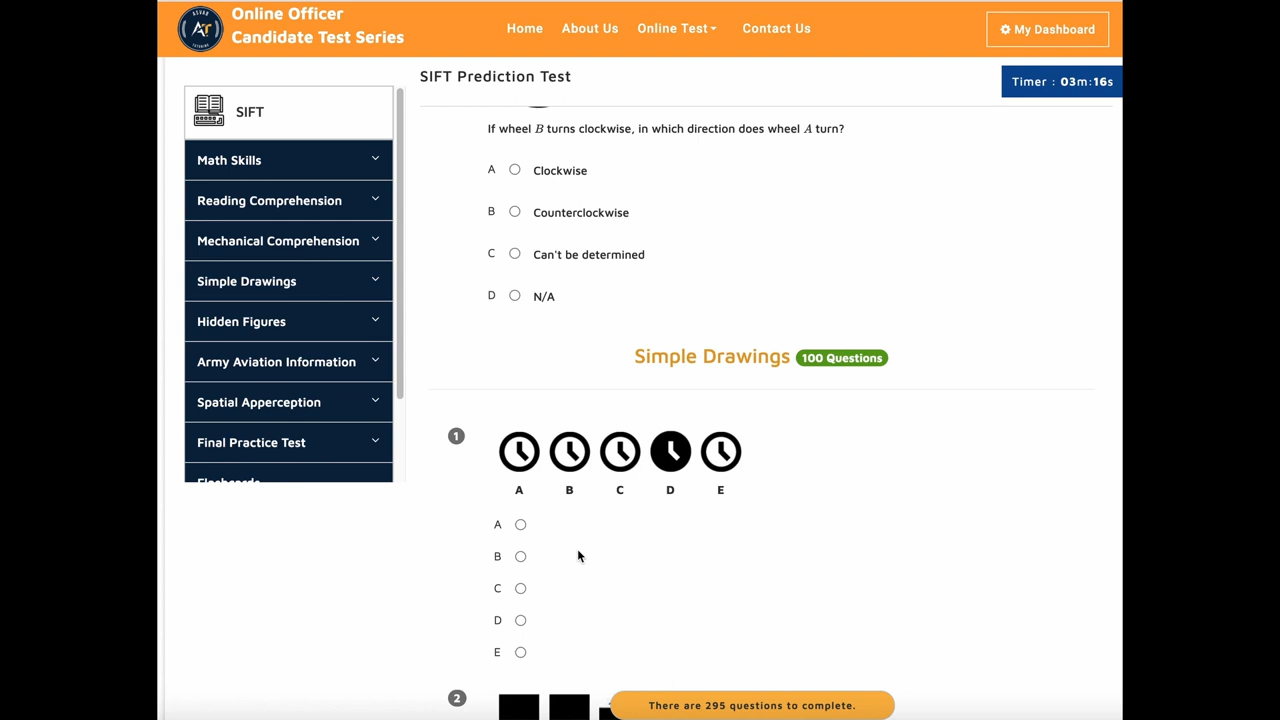 Online Officer
Candidate Test Series
Home About Us Online Test Contact Us
My Dashboard
SIFT Prediction Test
Timer : 03m:16s
SIFT
Math Skills
Reading Comprehension
Mechanical Comprehension
Simple Drawings
Hidden Figures
Army Aviation Information
Spatial Apperception
Final Practice Test
Flashcards
If wheel B turns clockwise, in which direction does wheel A turn?
A Clockwise
B Counterclockwise
C Can't be determined
D N/A
Simple Drawings 100 Questions
1
A B C D E
A
B
C
D
E
2
There are 295 questions to complete.